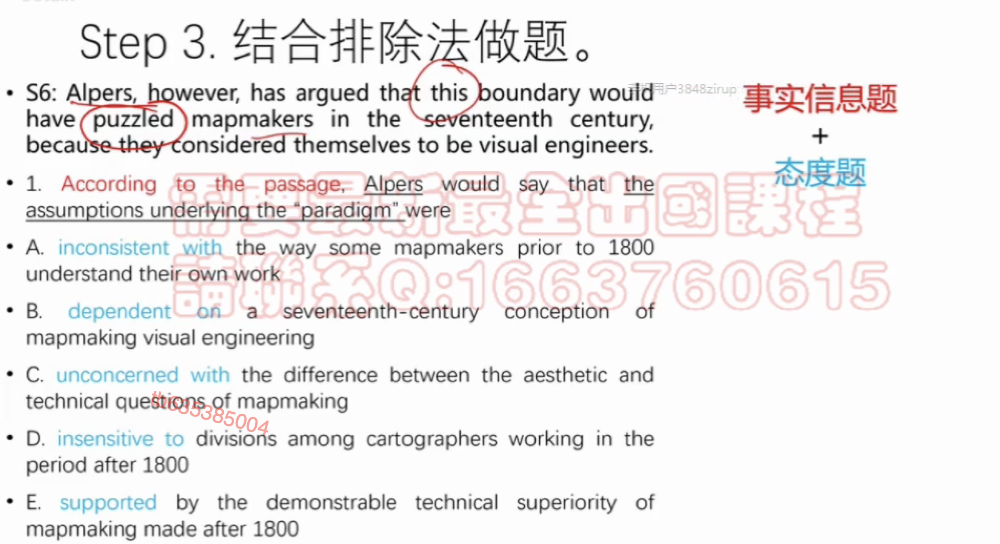 Step 3. 结合排除法做题。
• S6: Alpers, however, has argued that this boundary would
have puzzled mapmakers in the seventeenth century,
because they considered themselves to be visual engineers.
用户3848zirup
事实信息题
+
态度题
• 1. According to the passage, Alpers would say that the
assumptions underlying the “paradigm” were
• A. inconsistent with the way some mapmakers prior to 1800
understand their own work
• B. dependent on a seventeenth-century conception of
mapmaking visual engineering
• C. unconcerned with the difference between the aesthetic and
technical questions of mapmaking
• D. insensitive to divisions among cartographers working in the
period after 1800
• E. supported by the demonstrable technical superiority of
mapmaking made after 1800
需要最新最全出國課程
請聯系Q:1663760615
tb635385004